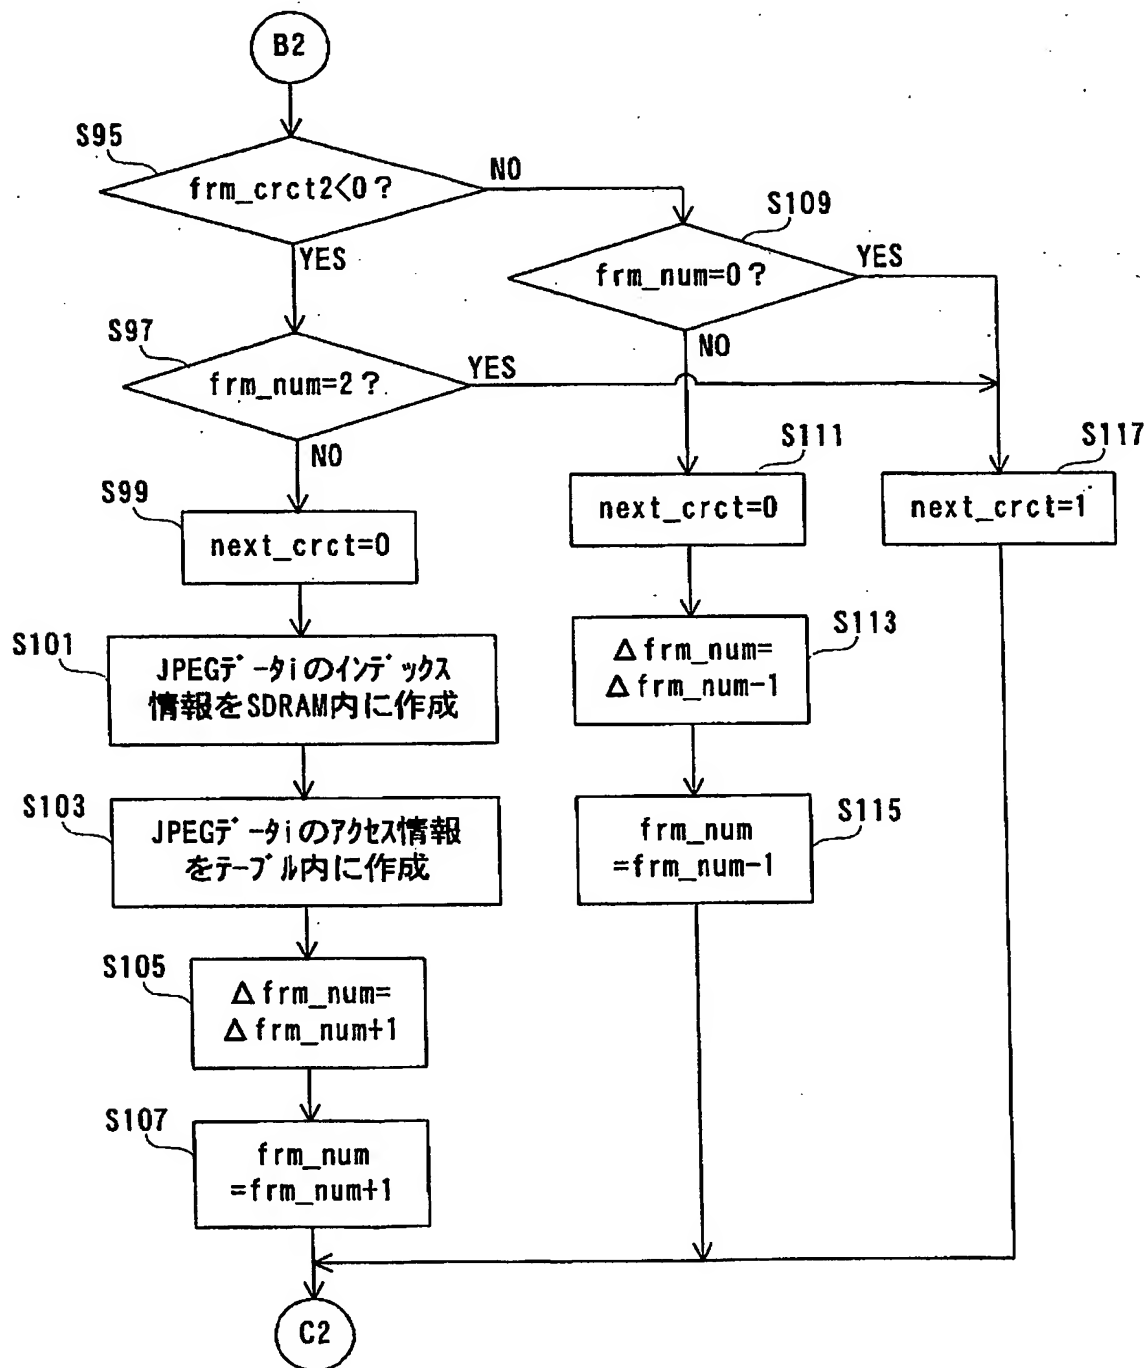 B2
S95
frm_crct2<0?
NO
YES
S109
frm_num=0?
YES
NO
S97
frm_num=2?
YES
NO
S99
next_crct=0
S111
next_crct=0
S117
next_crct=1
S101
JPEGデータiのインデックス
情報をSDRAM内に作成
S113
Δfrm_num=
Δfrm_num-1
S103
JPEGデータiのアクセス情報
をテーブル内に作成
S115
frm_num
=frm_num-1
S105
Δfrm_num=
Δfrm_num+1
S107
frm_num
=frm_num+1
C2